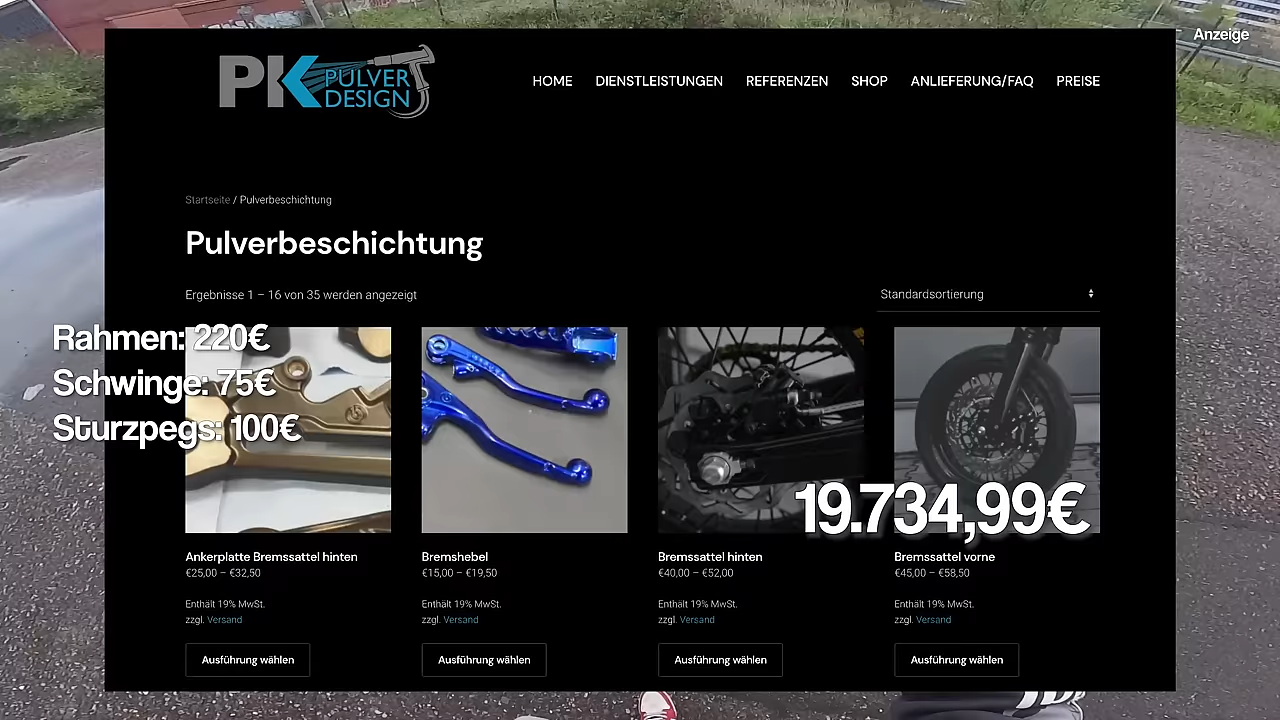 Anzeige
PK PULVER DESIGN
HOME DIENSTLEISTUNGEN REFERENZEN SHOP ANLIEFERUNG/FAQ PREISE
Startseite / Pulverbeschichtung
Pulverbeschichtung
Ergebnisse 1 – 16 von 35 werden angezeigt
Standardsortierung
Rahmen: 220€
Schwinge: 75€
Sturzpegs: 100€
19.734,99€
Ankerplatte Bremssattel hinten
€25,00 – €32,50
Enthält 19% MwSt.
zzgl. Versand
Ausführung wählen
Bremshebel
€15,00 – €19,50
Enthält 19% MwSt.
zzgl. Versand
Ausführung wählen
Bremssattel hinten
€40,00 – €52,00
Enthält 19% MwSt.
zzgl. Versand
Ausführung wählen
Bremssattel vorne
€45,00 – €58,50
Enthält 19% MwSt.
zzgl. Versand
Ausführung wählen